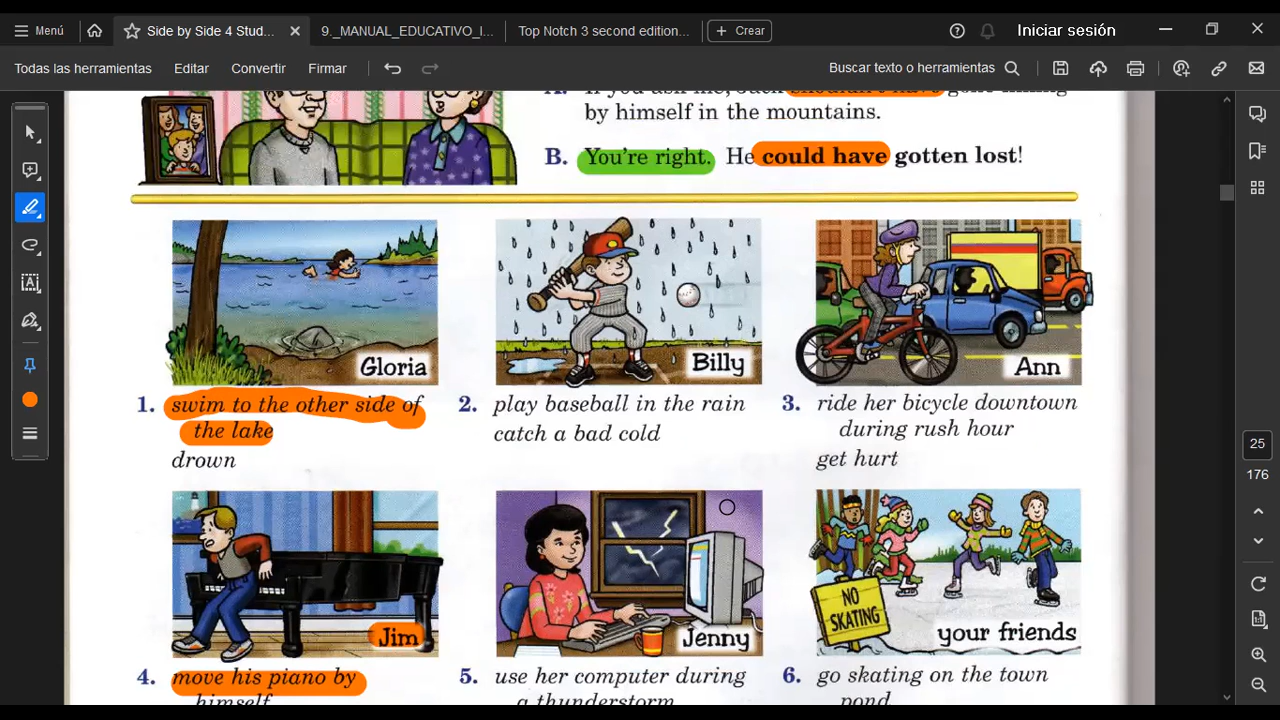 Menú
Side by Side 4 Stud...
9._MANUAL_EDUCATIVO_I...
Top Notch 3 second edition...
Crear
Iniciar sesión
Todas las herramientas
Editar
Convertir
Firmar
Buscar texto o herramientas
by himself in the mountains.
B. You're right. He could have gotten lost!
Gloria
Billy
Ann
1. swim to the other side of
the lake
drown
2. play baseball in the rain
catch a bad cold
3. ride her bicycle downtown
during rush hour
get hurt
Jim
Jenny
NO
SKATING
your friends
4. move his piano by
himself
5. use her computer during
a thunderstorm
6. go skating on the town
pond
25
176